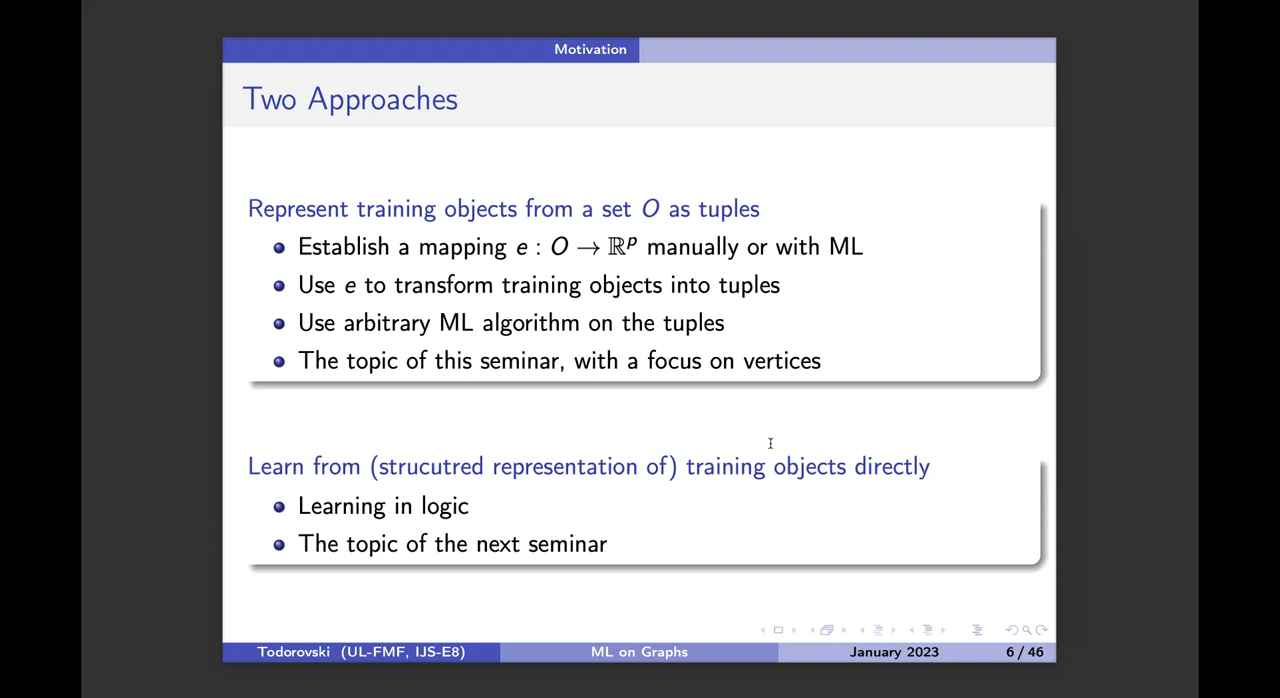 Motivation
Two Approaches
Represent training objects from a set O as tuples
Establish a mapping e : O → ℝᵖ manually or with ML
Use e to transform training objects into tuples
Use arbitrary ML algorithm on the tuples
The topic of this seminar, with a focus on vertices
Learn from (strucutred representation of) training objects directly
Learning in logic
The topic of the next seminar
Todorovski (UL-FMF, IJS-E8)
ML on Graphs
January 2023
6 / 46